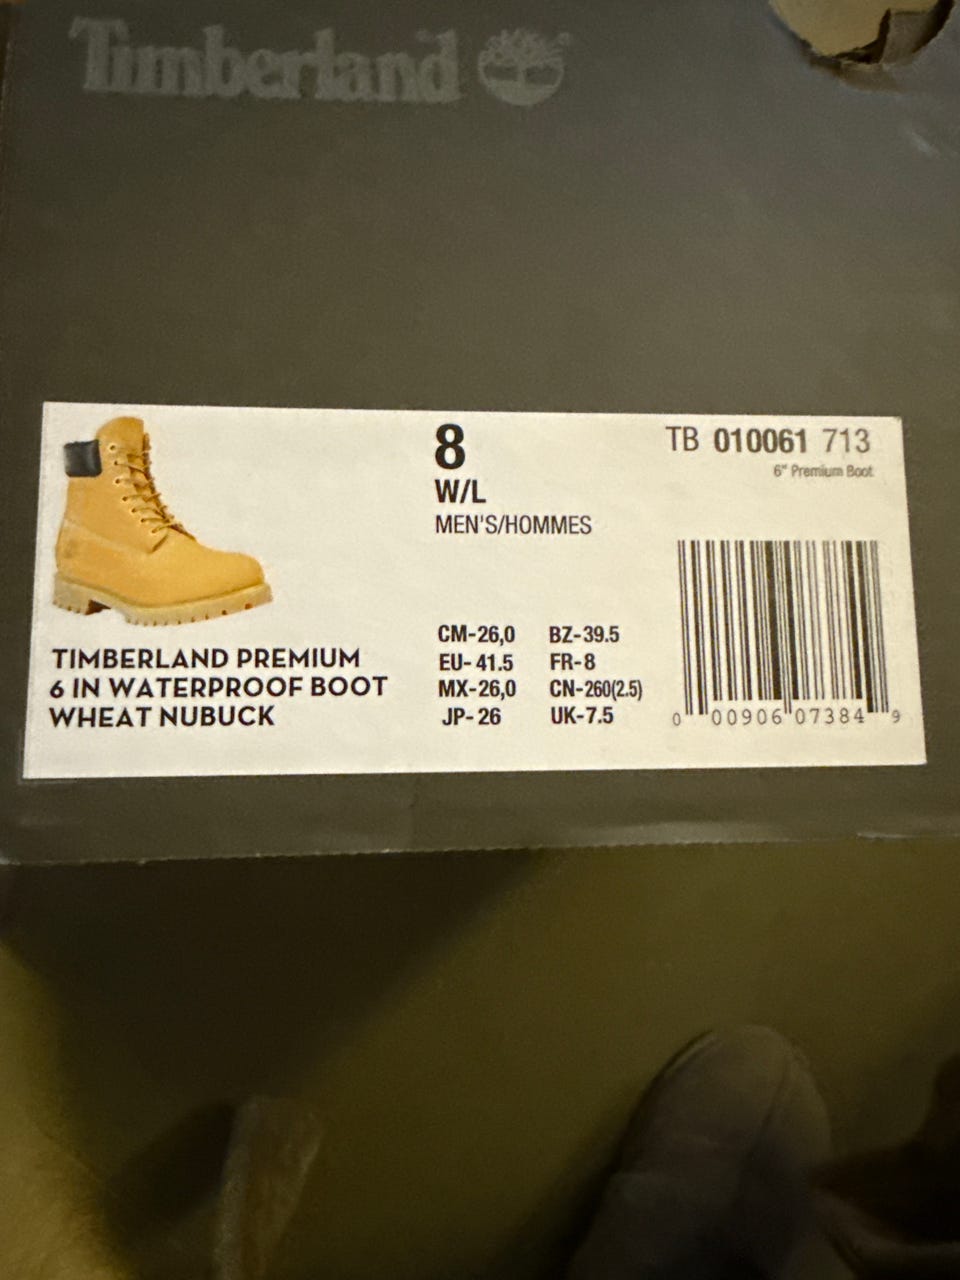 Timberland
8
W/L
MEN'S/HOMMES
TB 010061 713
6" Premium Boot
TIMBERLAND PREMIUM
6 IN WATERPROOF BOOT
WHEAT NUBUCK
CM-26,0 BZ-39.5
EU-41.5 FR-8
MX-26,0 CN-260(2.5)
JP-26 UK-7.5
0 00906 07384 9